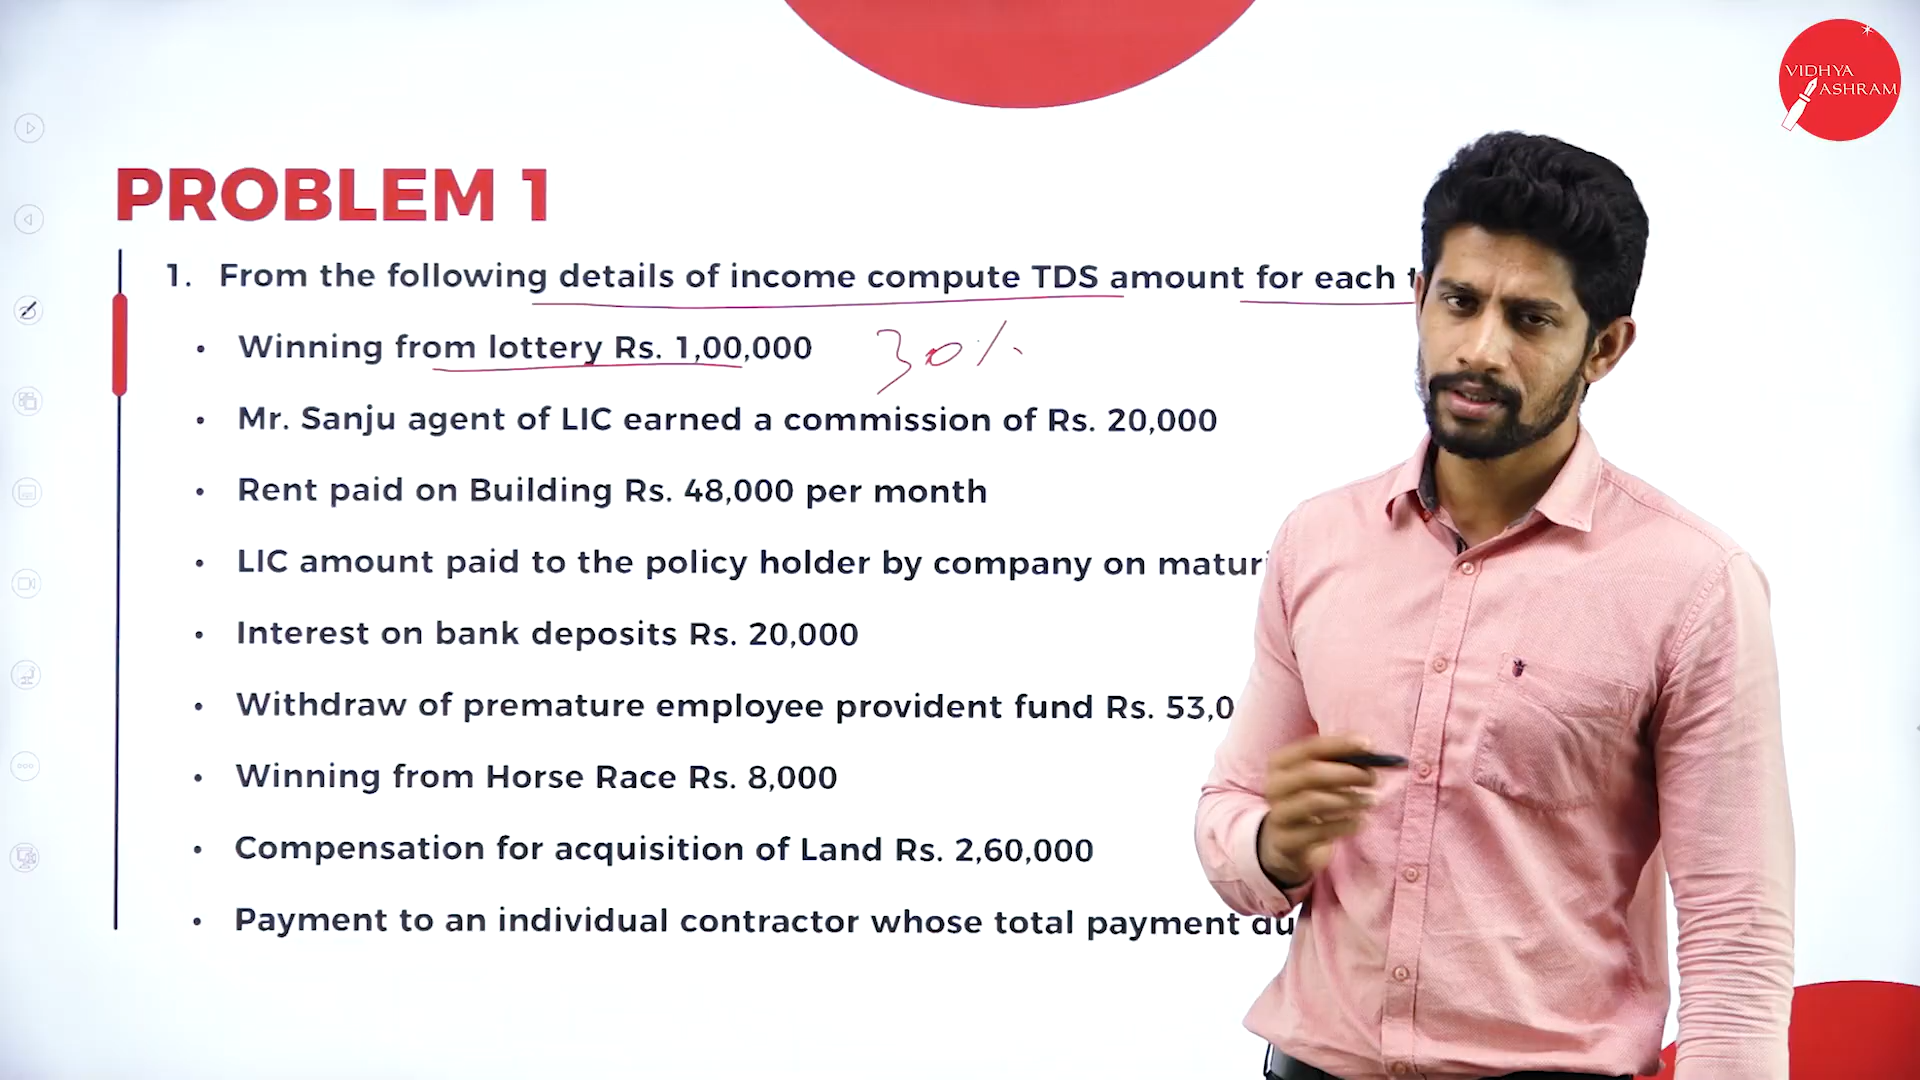 VIDHYA
ASHRAM
PROBLEM 1
1. From the following details of income compute TDS amount for each
• Winning from lottery Rs. 1,00,000 30%
• Mr. Sanju agent of LIC earned a commission of Rs. 20,000
• Rent paid on Building Rs. 48,000 per month
• LIC amount paid to the policy holder by company on maturi
• Interest on bank deposits Rs. 20,000
• Withdraw of premature employee provident fund Rs. 53,0
• Winning from Horse Race Rs. 8,000
• Compensation for acquisition of Land Rs. 2,60,000
• Payment to an individual contractor whose total payment du